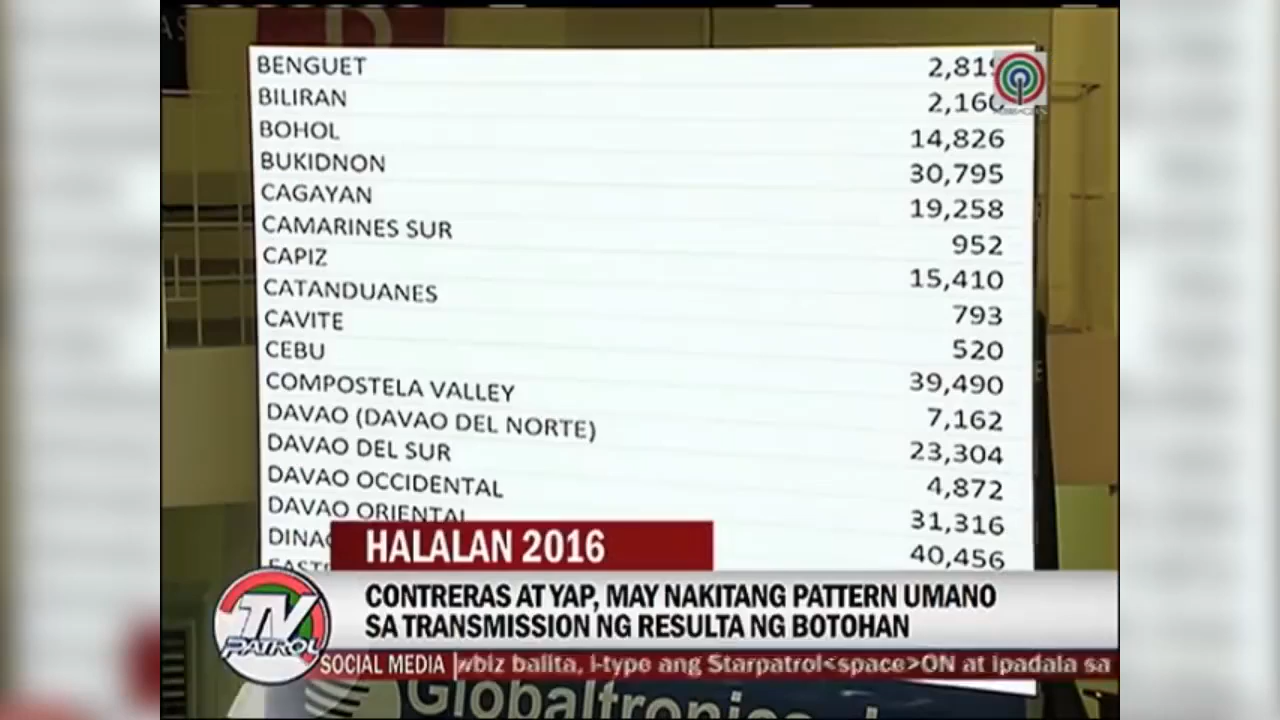 BENGUET 2,819
BILIRAN 2,160
BOHOL 14,826
BUKIDNON 30,795
CAGAYAN 19,258
CAMARINES SUR 952
CAPIZ 15,410
CATANDUANES 793
CAVITE 520
CEBU 39,490
COMPOSTELA VALLEY 7,162
DAVAO (DAVAO DEL NORTE) 23,304
DAVAO DEL SUR 4,872
DAVAO OCCIDENTAL 31,316
DAVAO ORIENTAL 40,456
HALALAN 2016
CONTRERAS AT YAP, MAY NAKITANG PATTERN UMANO
SA TRANSMISSION NG RESULTA NG BOTOHAN
TV PATROL
SOCIAL MEDIA balita, i-type ang Starpatrol<space>ON at ipadala sa
Globaltronics